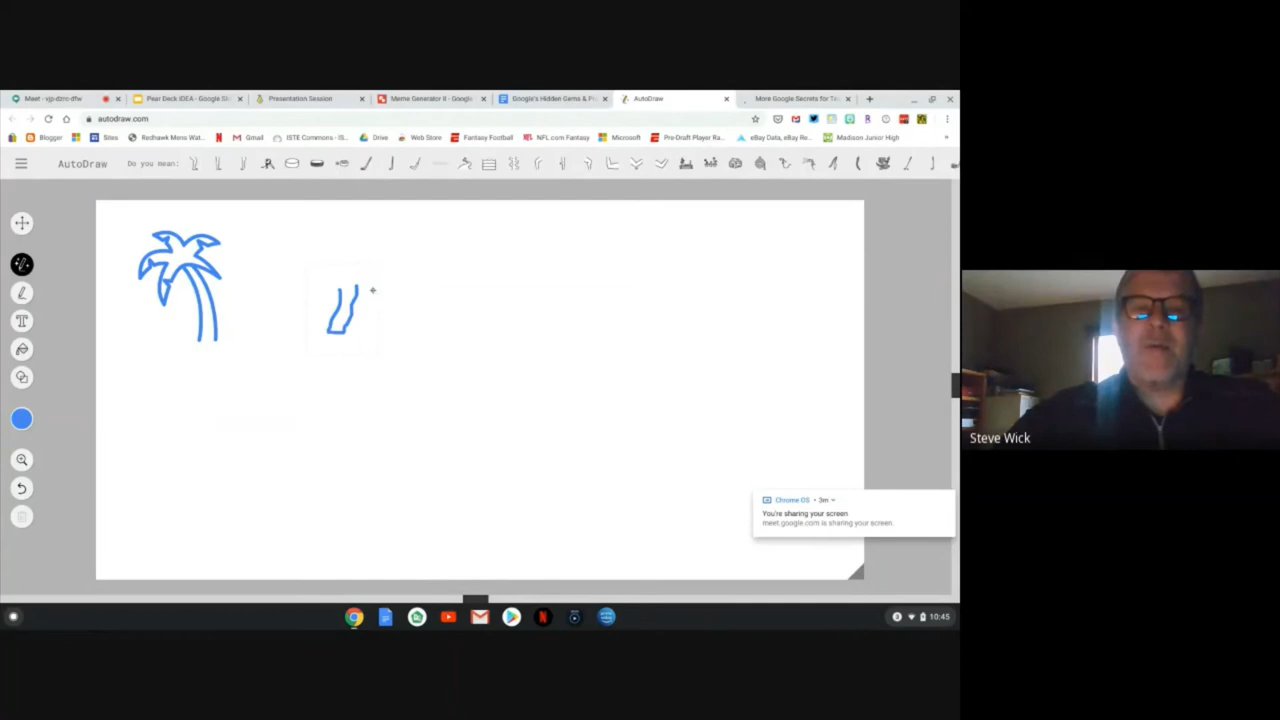 Meet - vjp-dzrc-dfw
Pear Deck IDEA - Google Sli
Presentation Session
Meme Generator II - Google
Google's Hidden Gems & P
AutoDraw
More Google Secrets for Te
autodraw.com
Blogger
Sites
Redhawk Mens Wat...
Gmail
ISTE Commons - IS...
Drive
Web Store
Fantasy Football
NFL.com Fantasy
Microsoft
Pre-Draft Player Ra...
eBay Data, eBay Re...
Madison Junior High
AutoDraw
Do you mean:
Steve Wick
Chrome OS • 3m
You're sharing your screen
meet.google.com is sharing your screen.
10:45